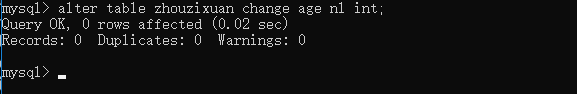 mysql> alter table zhouzixuan change age nl int;
Query OK, 0 rows affected (0.02 sec)
Records: 0  Duplicates: 0  Warnings: 0
mysql>